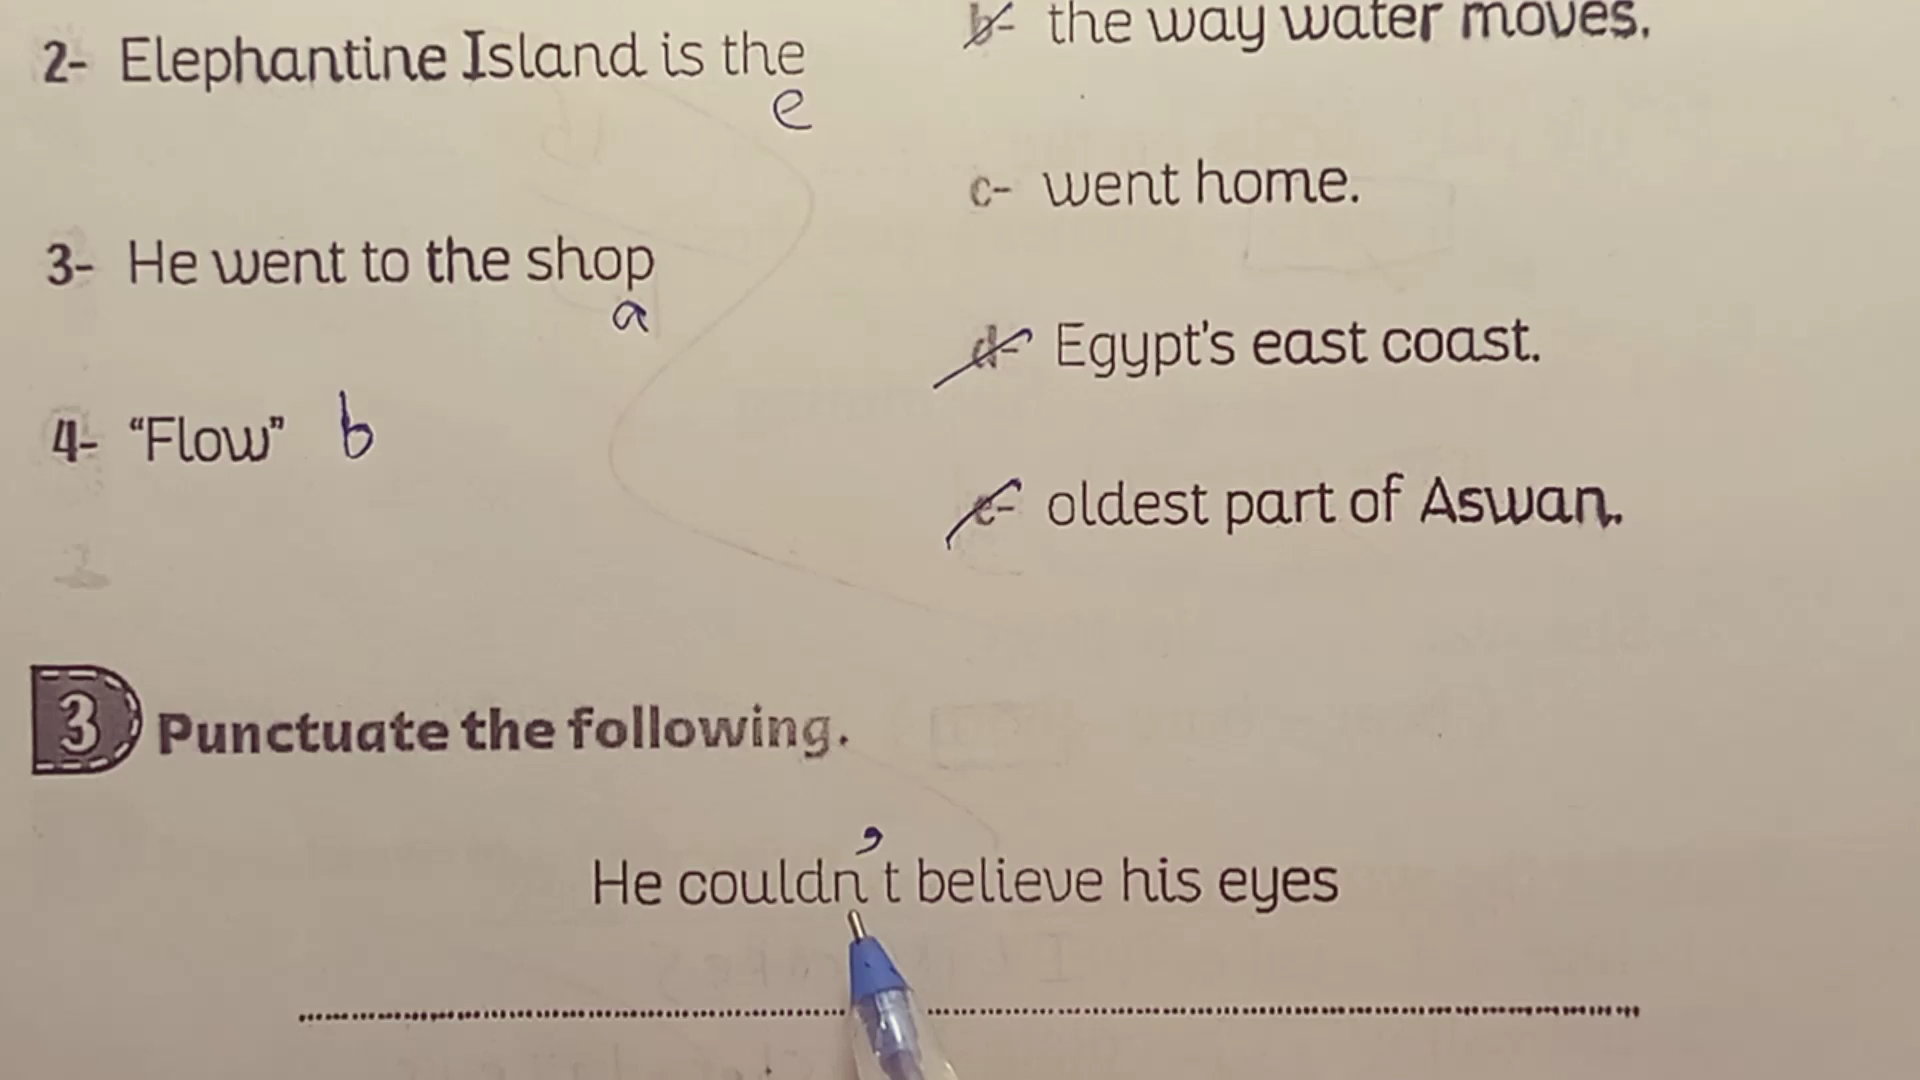 2- Elephantine Island is the
e
3- He went to the shop
a
4- "Flow" b
b- the way water moves.
c- went home.
d- Egypt's east coast.
e- oldest part of Aswan.
3 Punctuate the following.
,
He couldn't believe his eyes